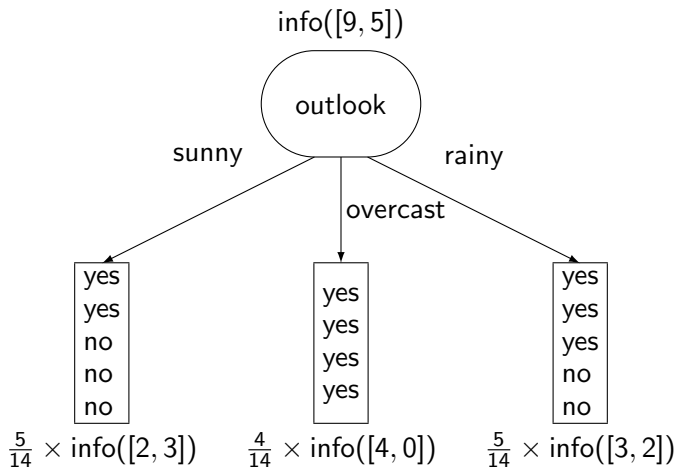 info([9, 5])
outlook
sunny
rainy
overcast
yes
yes
no
no
no
yes
yes
yes
yes
yes
yes
yes
no
no
5/14 × info([2, 3])
4/14 × info([4, 0])
5/14 × info([3, 2])